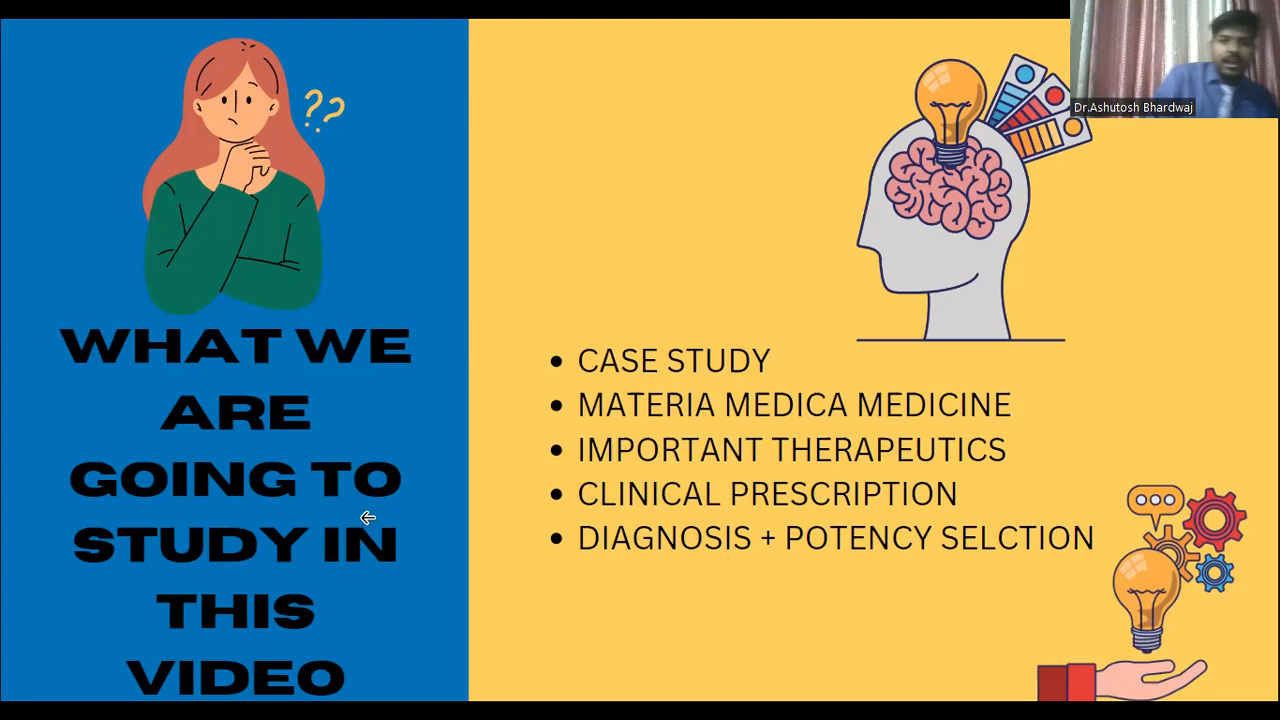 WHAT WE
ARE
GOING TO
STUDY IN
THIS
VIDEO
??
• CASE STUDY
• MATERIA MEDICA MEDICINE
• IMPORTANT THERAPEUTICS
• CLINICAL PRESCRIPTION
• DIAGNOSIS + POTENCY SELCTION
Dr.Ashutosh Bhardwaj